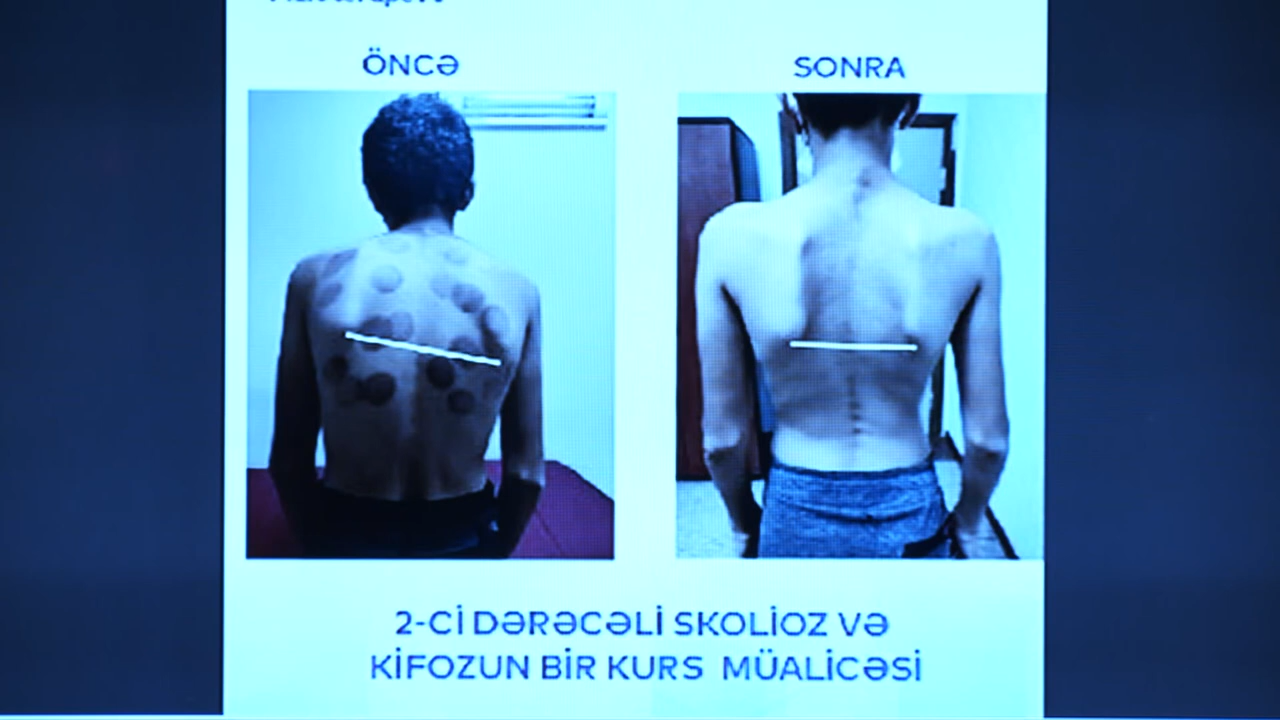 ÖNCƏ
SONRA
2-Cİ DƏRƏCƏLİ SKOLİOZ VƏ
KİFOZUN BİR KURS MÜALİCƏSİ